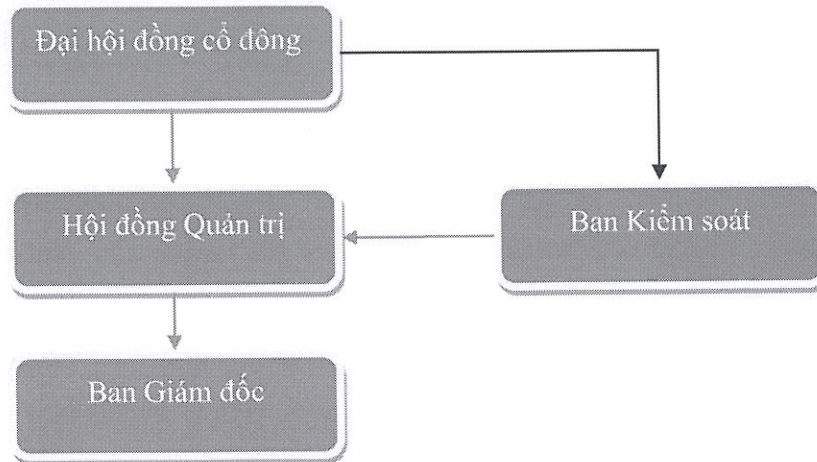 Đại hội đồng cổ đông
Hội đồng Quản trị
Ban Kiểm soát
Ban Giám đốc